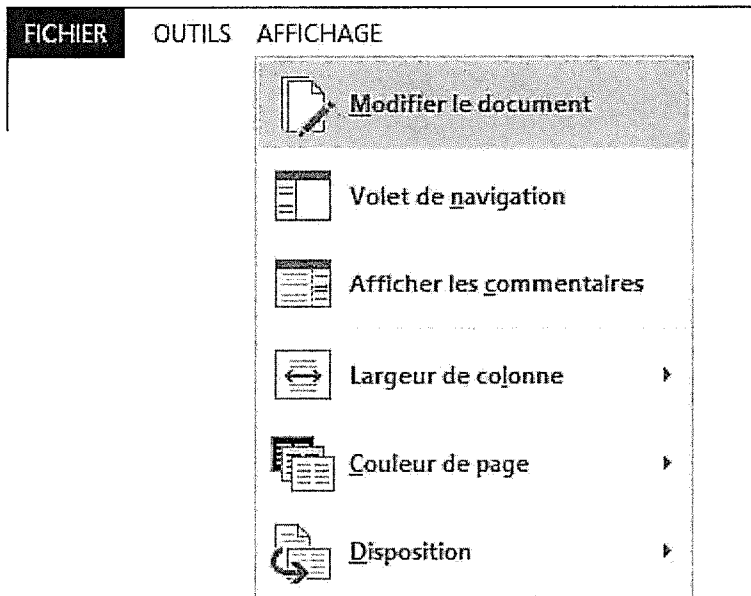 FICHIER OUTILS AFFICHAGE
Modifier le document
Volet de navigation
Afficher les commentaires
Largeur de colonne
Couleur de page
Disposition